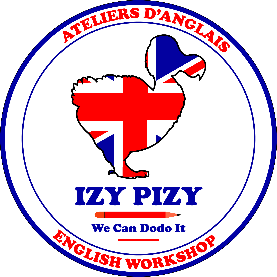 ATELIERS D'ANGLAIS
IZY PIZY
We Can Dodo It
ENGLISH WORKSHOP